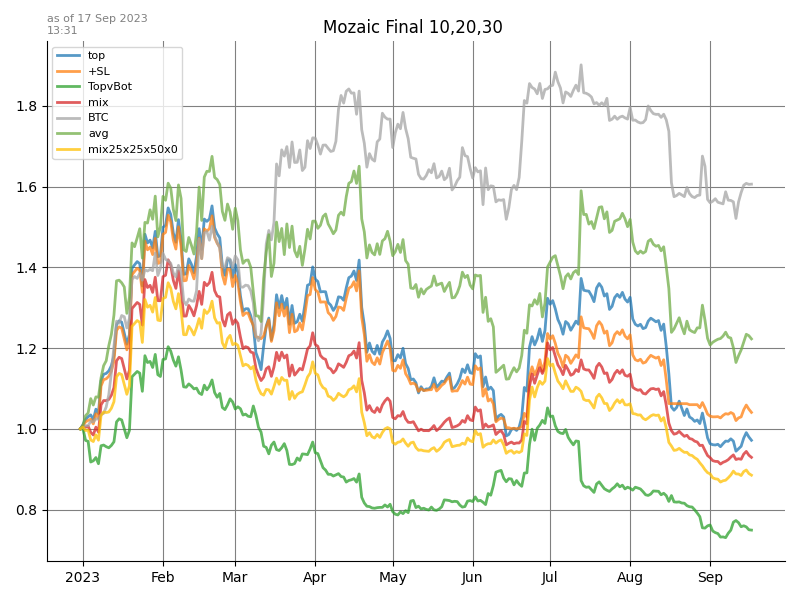 as of 17 Sep 2023
13:31
Mozaic Final 10,20,30
top
+SL
TopvBot
mix
BTC
avg
mix25x25x50x0
1.8
1.6
1.4
1.2
1.0
0.8
2023 Feb Mar Apr May Jun Jul Aug Sep